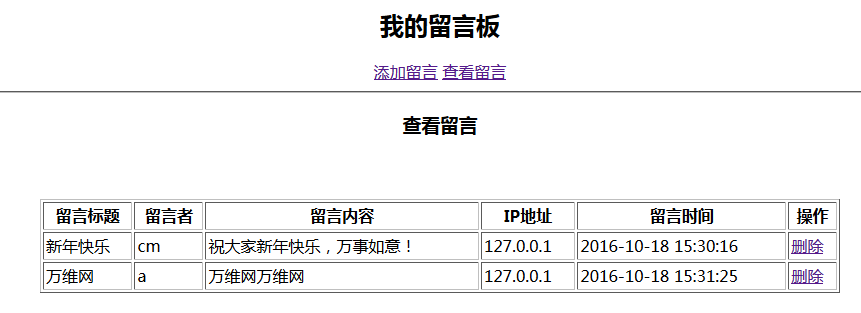 我的留言板
添加留言 查看留言
查看留言
留言标题 留言者 留言内容 IP地址 留言时间 操作
新年快乐 cm 祝大家新年快乐，万事如意！ 127.0.0.1 2016-10-18 15:30:16 删除
万维网 a 万维网万维网 127.0.0.1 2016-10-18 15:31:25 删除